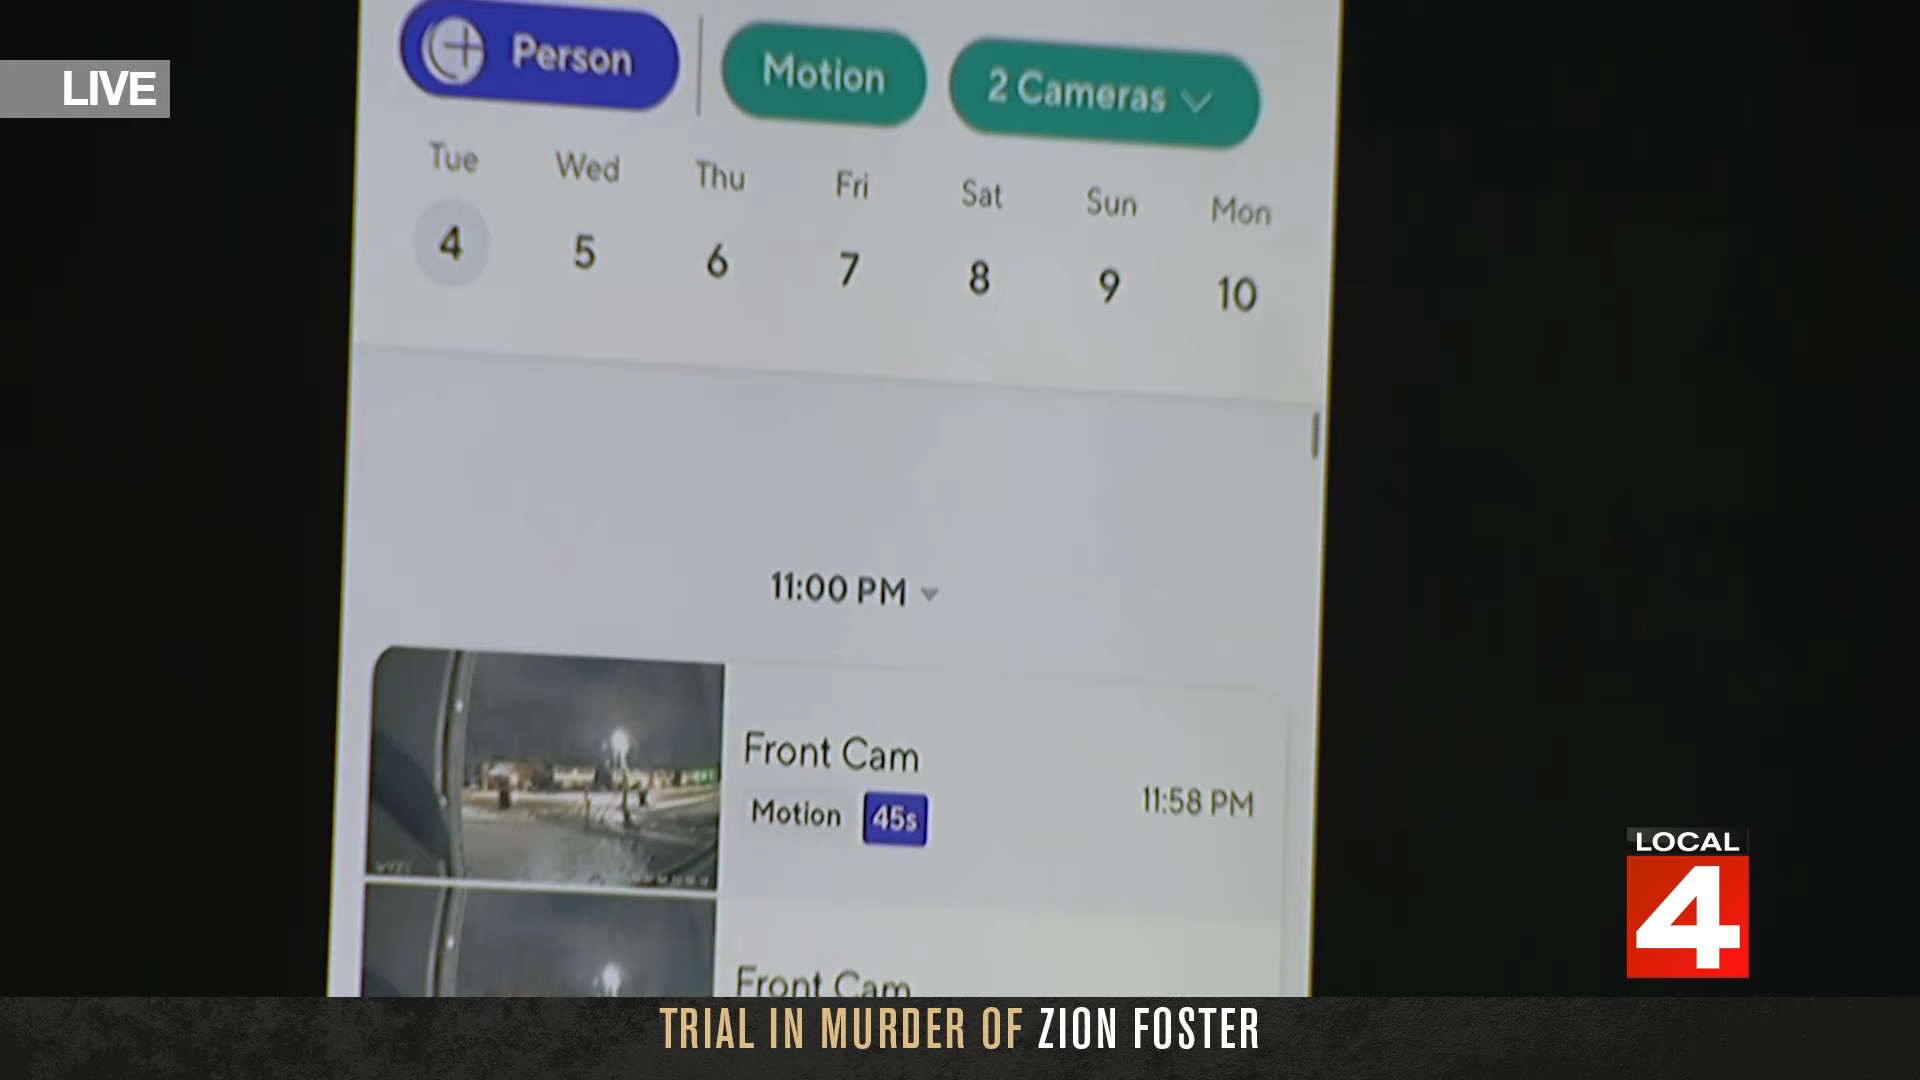 LIVE
Person
Motion
2 Cameras
Tue Wed Thu Fri Sat Sun Mon
4 5 6 7 8 9 10
11:00 PM
Front Cam
Motion 45s
11:58 PM
Front Cam
LOCAL
4
TRIAL IN MURDER OF ZION FOSTER